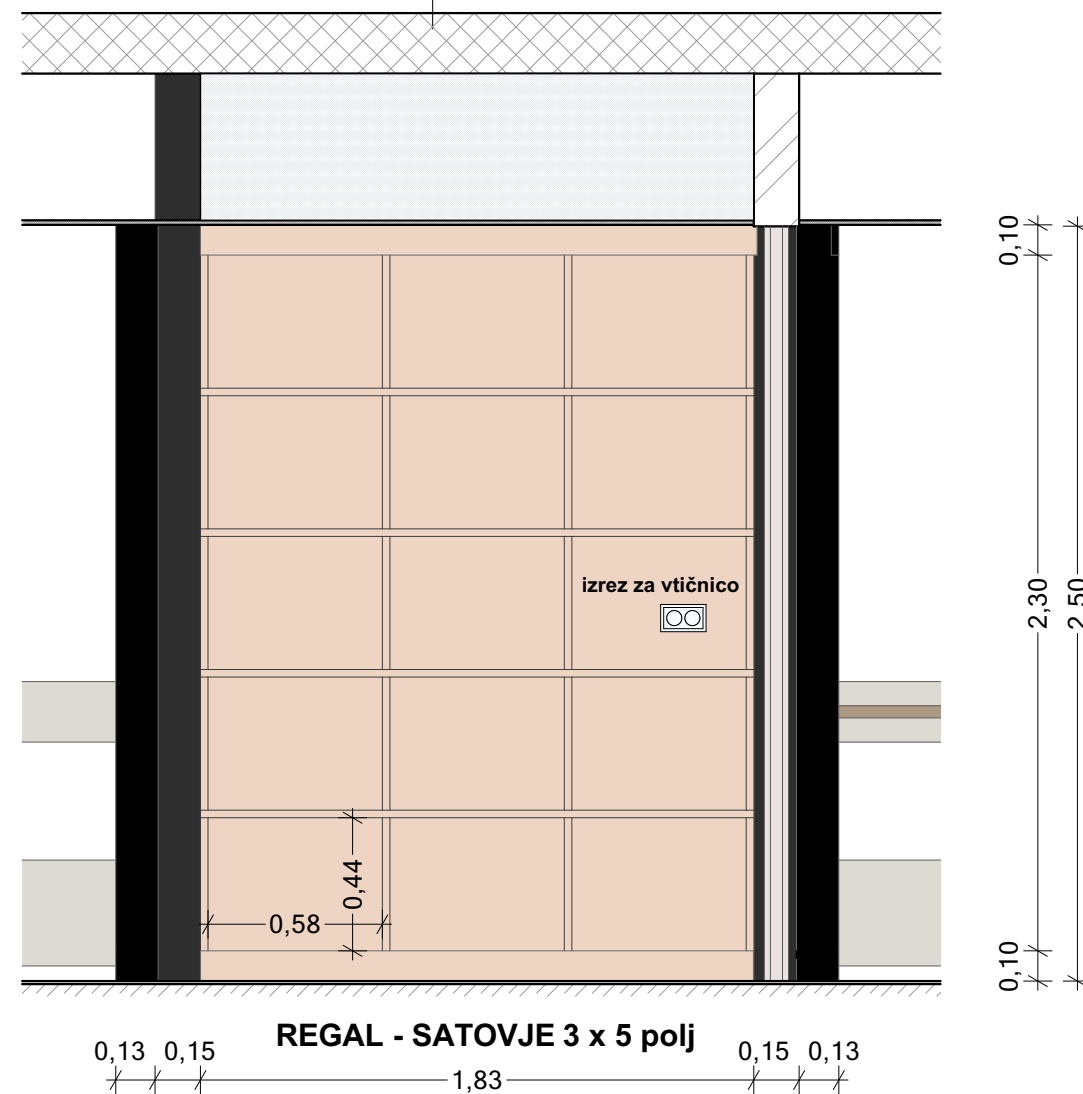 0,10
izrez za vtičnico
2,30
2,50
0,44
0,58
0,10
REGAL - SATOVJE 3 x 5 polj
0,13 0,15 0,15 0,13
1,83